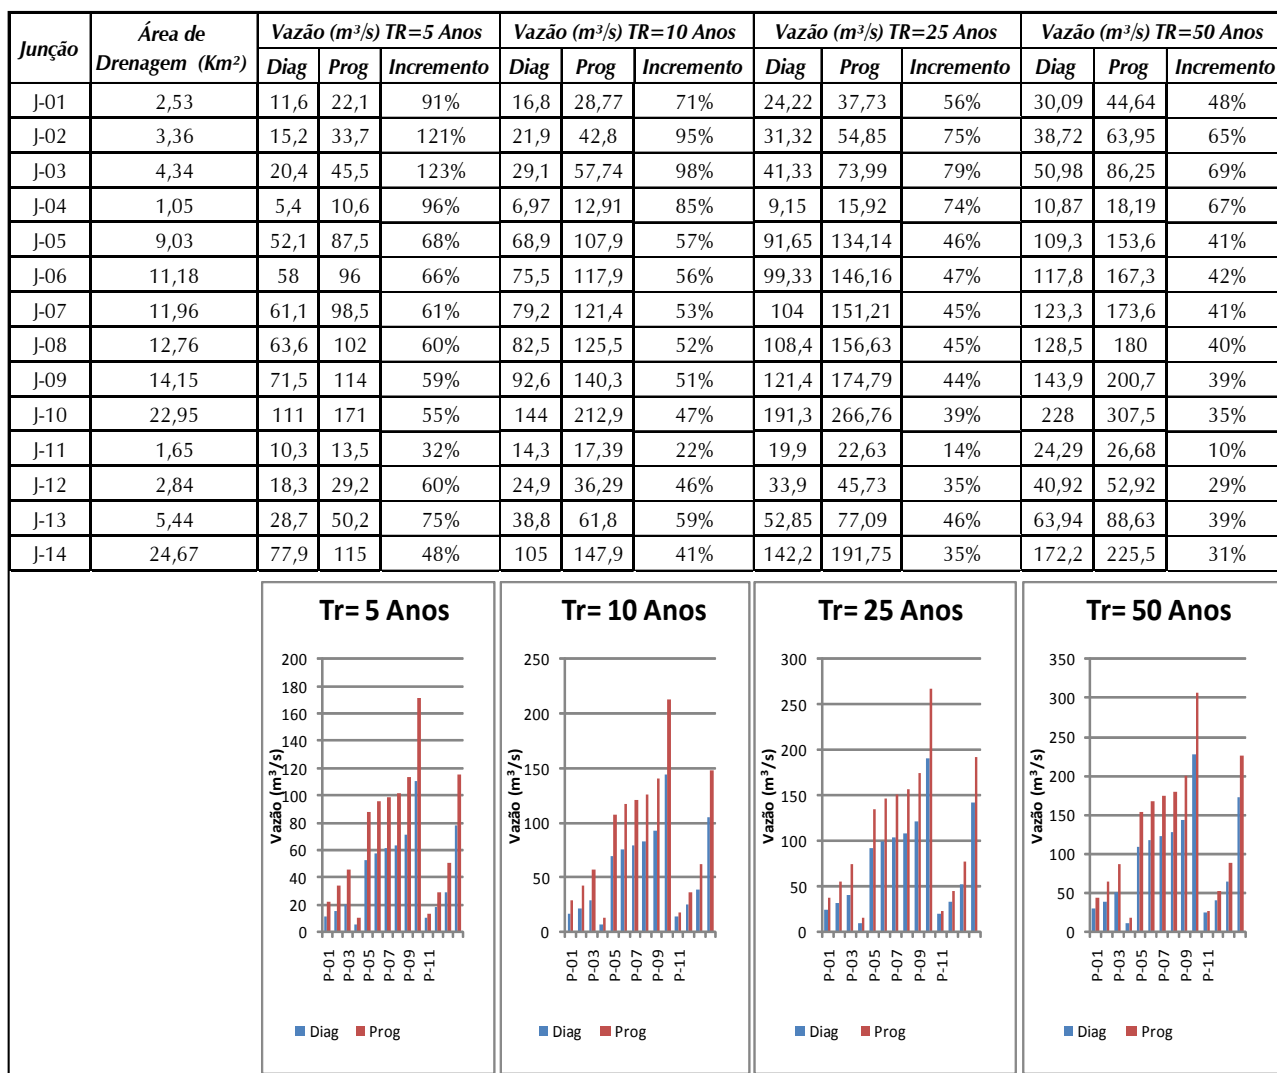 Junção Área de Drenagem (Km²) Vazão (m³/s) TR=5 Anos Vazão (m³/s) TR=10 Anos Vazão (m³/s) TR=25 Anos Vazão (m³/s) TR=50 Anos
Diag Prog Incremento Diag Prog Incremento Diag Prog Incremento Diag Prog Incremento
J-01 2,53 11,6 22,1 91% 16,8 28,77 71% 24,22 37,73 56% 30,09 44,64 48%
J-02 3,36 15,2 33,7 121% 21,9 42,8 95% 31,32 54,85 75% 38,72 63,95 65%
J-03 4,34 20,4 45,5 123% 29,1 57,74 98% 41,33 73,99 79% 50,98 86,25 69%
J-04 1,05 5,4 10,6 96% 6,97 12,91 85% 9,15 15,92 74% 10,87 18,19 67%
J-05 9,03 52,1 87,5 68% 68,9 107,9 57% 91,65 134,14 46% 109,3 153,6 41%
J-06 11,18 58 96 66% 75,5 117,9 56% 99,33 146,16 47% 117,8 167,3 42%
J-07 11,96 61,1 98,5 61% 79,2 121,4 53% 104 151,21 45% 123,3 173,6 41%
J-08 12,76 63,6 102 60% 82,5 125,5 52% 108,4 156,63 45% 128,5 180 40%
J-09 14,15 71,5 114 59% 92,6 140,3 51% 121,4 174,79 44% 143,9 200,7 39%
J-10 22,95 111 171 55% 144 212,9 47% 191,3 266,76 39% 228 307,5 35%
J-11 1,65 10,3 13,5 32% 14,3 17,39 22% 19,9 22,63 14% 24,29 26,68 10%
J-12 2,84 18,3 29,2 60% 24,9 36,29 46% 33,9 45,73 35% 40,92 52,92 29%
J-13 5,44 28,7 50,2 75% 38,8 61,8 59% 52,85 77,09 46% 63,94 88,63 39%
J-14 24,67 77,9 115 48% 105 147,9 41% 142,2 191,75 35% 172,2 225,5 31%
Tr= 5 Anos
Vazão (m³/s)
200
180
160
140
120
100
80
60
40
20
0
P-01 P-03 P-05 P-07 P-09 P-11
Diag Prog
Tr= 10 Anos
Vazão (m³/s)
250
200
150
100
50
0
P-01 P-03 P-05 P-07 P-09 P-11
Diag Prog
Tr= 25 Anos
Vazão (m³/s)
300
250
200
150
100
50
0
P-01 P-03 P-05 P-07 P-09 P-11
Diag Prog
Tr= 50 Anos
Vazão (m³/s)
350
300
250
200
150
100
50
0
P-01 P-03 P-05 P-07 P-09 P-11
Diag Prog